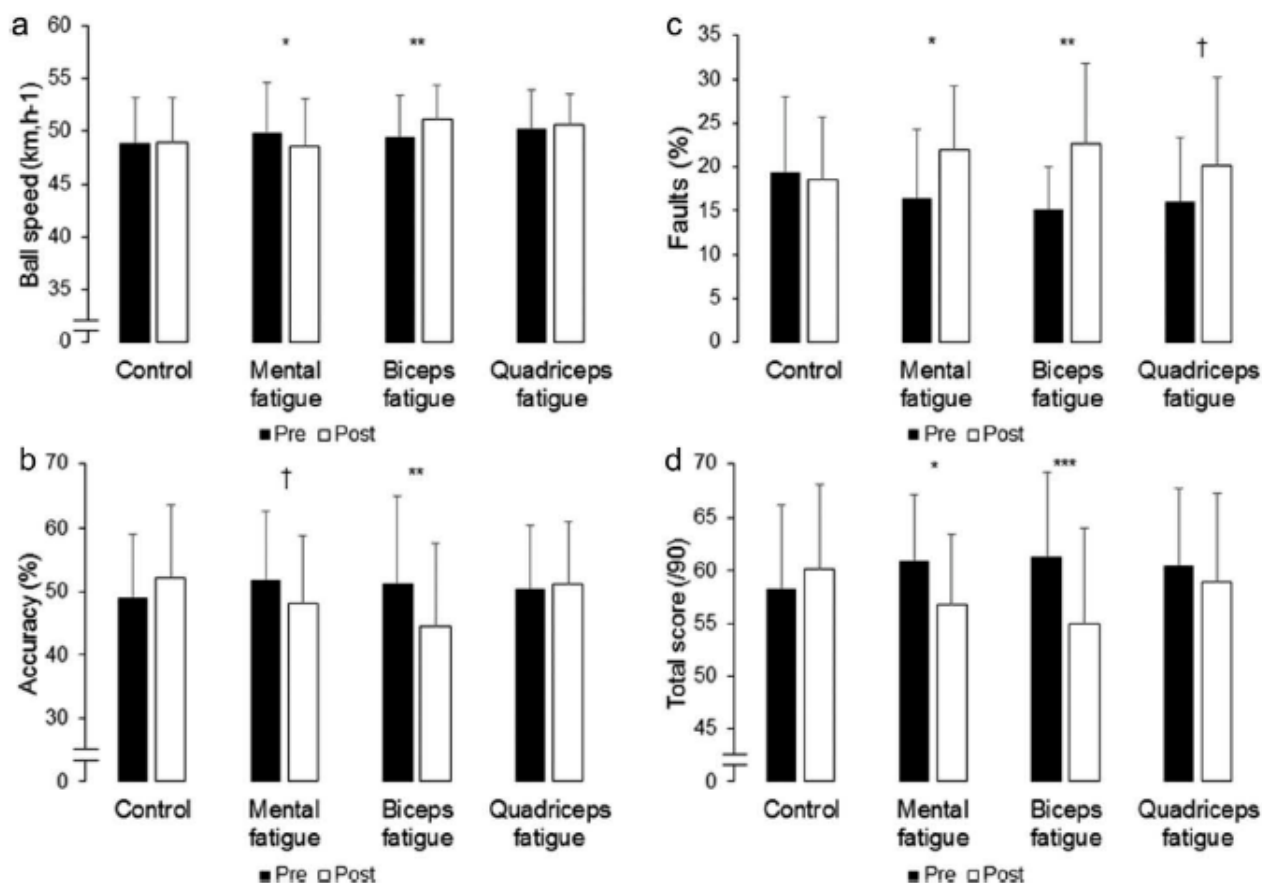 a
Ball speed (km,h-1)
60
55
50
45
40
35
0
* **
Control Mental fatigue Biceps fatigue Quadriceps fatigue
■Pre □Post
c
Faults (%)
35
30
25
20
15
10
5
0
* ** †
Control Mental fatigue Biceps fatigue Quadriceps fatigue
■Pre □Post
b
Accuracy (%)
70
60
50
40
30
0
† **
Control Mental fatigue Biceps fatigue Quadriceps fatigue
■Pre □Post
d
Total score (/90)
70
65
60
55
50
45
0
* ***
Control Mental fatigue Biceps fatigue Quadriceps fatigue
■Pre □Post